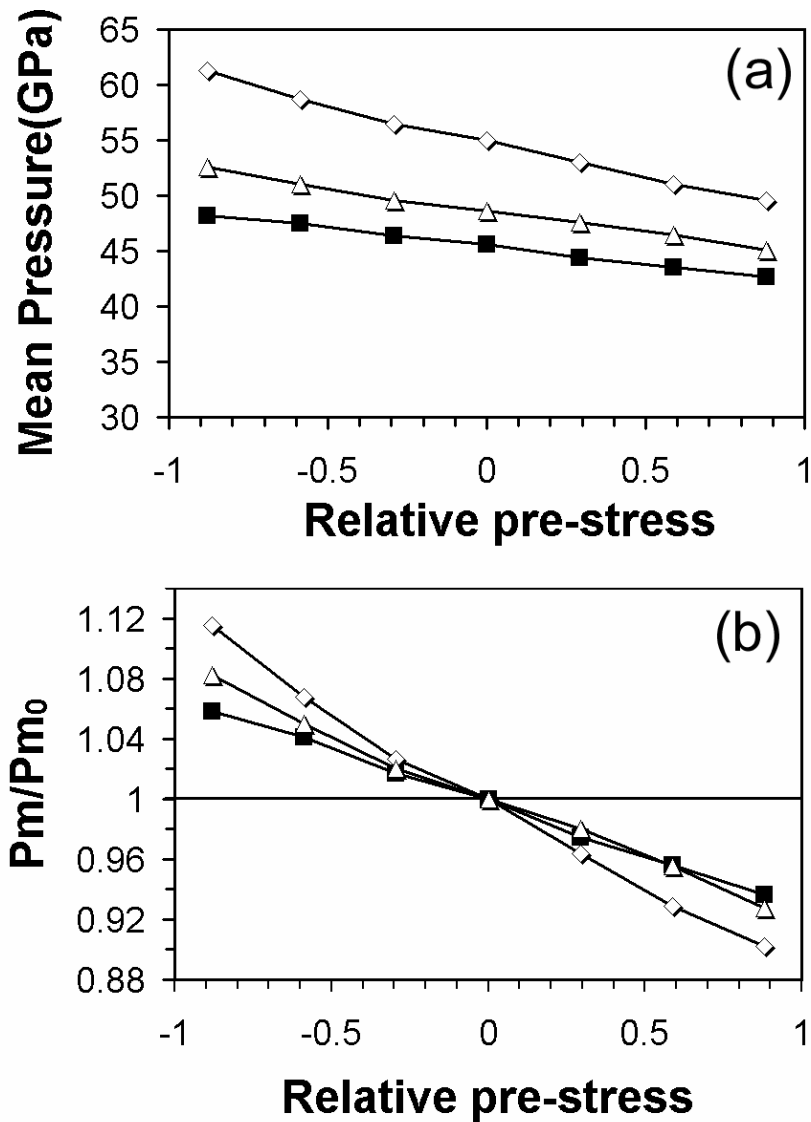 (a)
Mean Pressure(GPa)
65
60
55
50
45
40
35
30
-1 -0.5 0 0.5 1
Relative pre-stress
(b)
Pm/Pm₀
1.12
1.08
1.04
1
0.96
0.92
0.88
-1 -0.5 0 0.5 1
Relative pre-stress